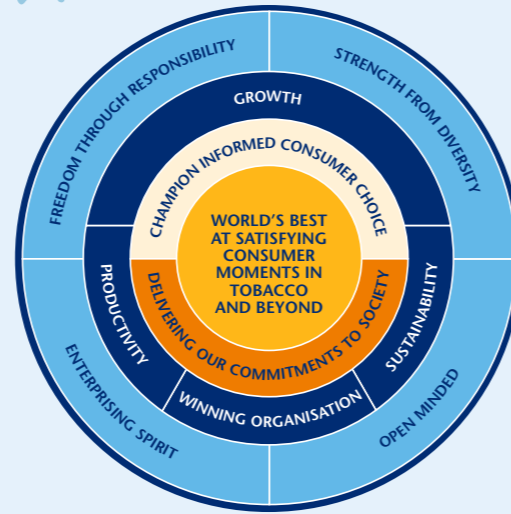 FREEDOM THROUGH RESPONSIBILITY
STRENGTH FROM DIVERSITY
GROWTH
CHAMPION INFORMED CONSUMER CHOICE
WORLD'S BEST
AT SATISFYING
CONSUMER
MOMENTS IN
TOBACCO
AND BEYOND
DELIVERING OUR COMMITMENTS TO SOCIETY
PRODUCTIVITY
SUSTAINABILITY
WINNING ORGANISATION
ENTERPRISING SPIRIT
OPEN MINDED